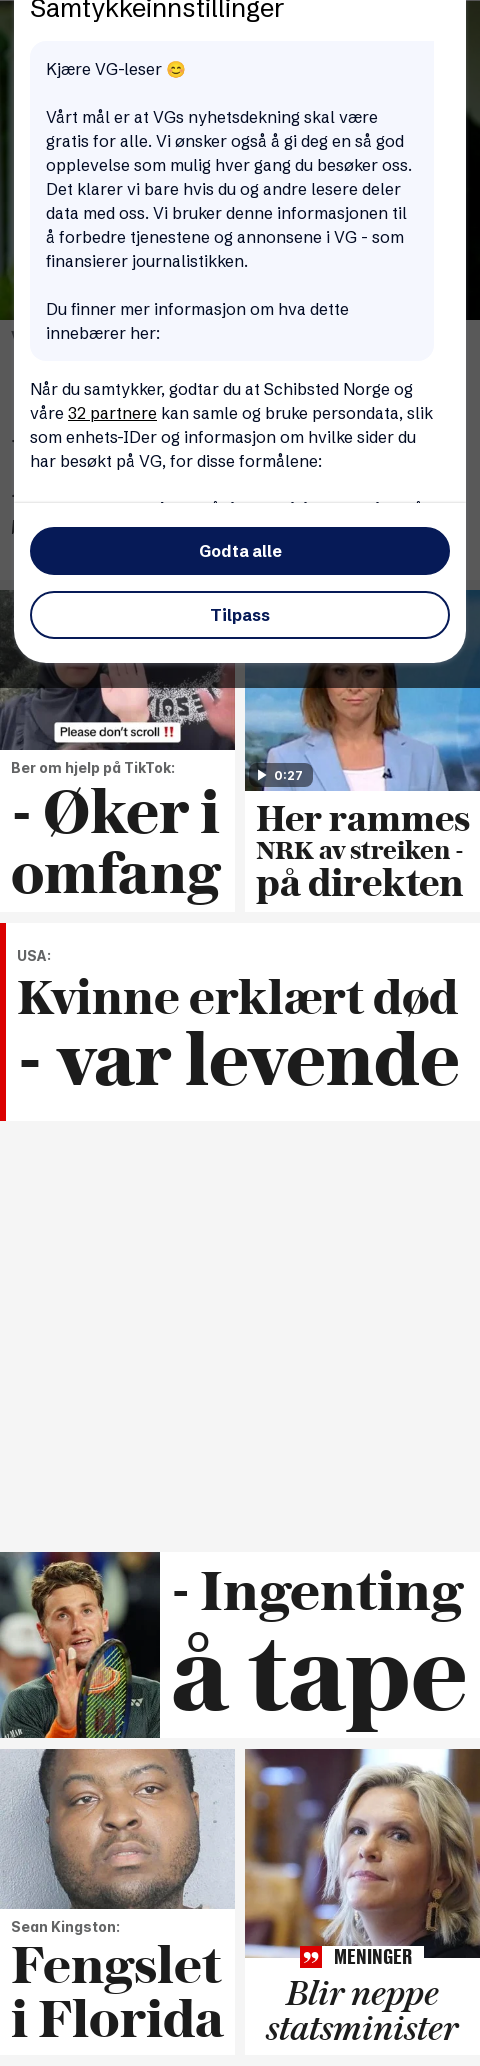 Samtykkeinnstillinger
Kjære VG-leser 😊
Vårt mål er at VGs nyhetsdekning skal være
gratis for alle. Vi ønsker også å gi deg en så god
opplevelse som mulig hver gang du besøker oss.
Det klarer vi bare hvis du og andre lesere deler
data med oss. Vi bruker denne informasjonen til
å forbedre tjenestene og annonsene i VG - som
finansierer journalistikken.
Du finner mer informasjon om hva dette
innebærer her:
Når du samtykker, godtar du at Schibsted Norge og
våre 32 partnere kan samle og bruke persondata, slik
som enhets-IDer og informasjon om hvilke sider du
har besøkt på VG, for disse formålene:
Godta alle
Tilpass
Please don't scroll ‼️
Ber om hjelp på TikTok:
- Øker i
omfang
0:27
Her rammes
NRK av streiken -
på direkten
USA:
Kvinne erklært død
- var levende
- Ingenting
å tape
Sean Kingston:
Fengslet
i Florida
MENINGER
Blir neppe
statsminister